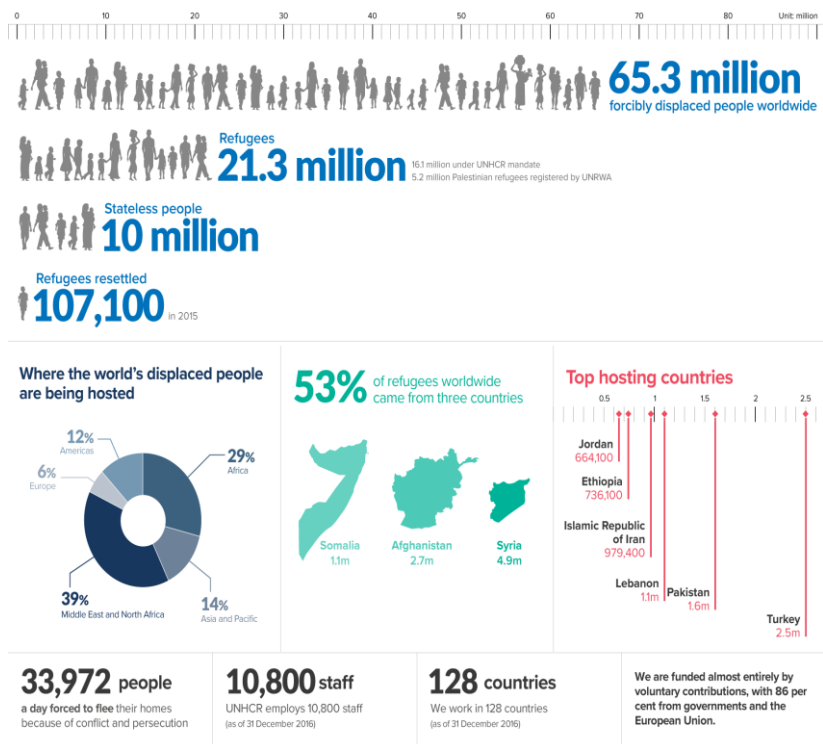 0 10 20 30 40 50 60 70 80 Unit: million
65.3 million
forcibly displaced people worldwide
Refugees
21.3 million
16.1 million under UNHCR mandate
5.2 million Palestinian refugees registered by UNRWA
Stateless people
10 million
Refugees resettled
107,100 in 2015
Where the world's displaced people
are being hosted
12%
Americas
29%
Africa
6%
Europe
39%
Middle East and North Africa
14%
Asia and Pacific
53% of refugees worldwide
came from three countries
Somalia
1.1m
Afghanistan
2.7m
Syria
4.9m
Top hosting countries
0.5 1 1.5 2 2.5
Jordan
664,100
Ethiopia
736,100
Islamic Republic
of Iran
979,400
Lebanon
1.1m
Pakistan
1.6m
Turkey
2.5m
33,972 people
a day forced to flee their homes
because of conflict and persecution
10,800 staff
UNHCR employs 10,800 staff
(as of 31 December 2016)
128 countries
We work in 128 countries
(as of 31 December 2016)
We are funded almost entirely by
voluntary contributions, with 86 per
cent from governments and the
European Union.